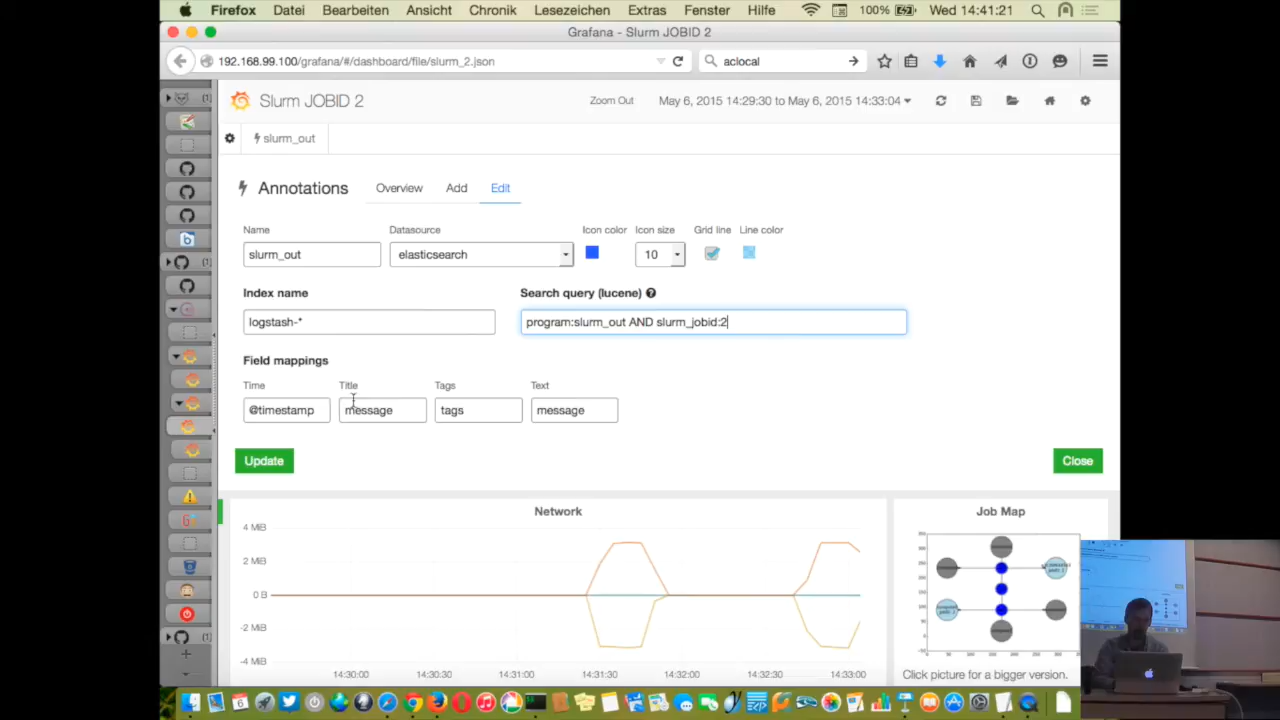 Firefox Datei Bearbeiten Ansicht Chronik Lesezeichen Extras Fenster Hilfe 100% Wed 14:41:21
Grafana - Slurm JOBID 2
192.168.99.100/grafana/#/dashboard/file/slurm_2.json aclocal
Slurm JOBID 2 Zoom Out May 6, 2015 14:29:30 to May 6, 2015 14:33:04
slurm_out
Annotations Overview Add Edit
Name Datasource Icon color Icon size Grid line Line color
slurm_out elasticsearch 10
Index name Search query (lucene)
logstash-* program:slurm_out AND slurm_jobid:2
Field mappings
Time Title Tags Text
@timestamp message tags message
Update Close
Network Job Map
4 MiB
2 MiB
0 B
-2 MiB
-4 MiB
14:30:00 14:30:30 14:31:00 14:31:30 14:32:00 14:32:30 14:33:00
Click picture for a bigger version.